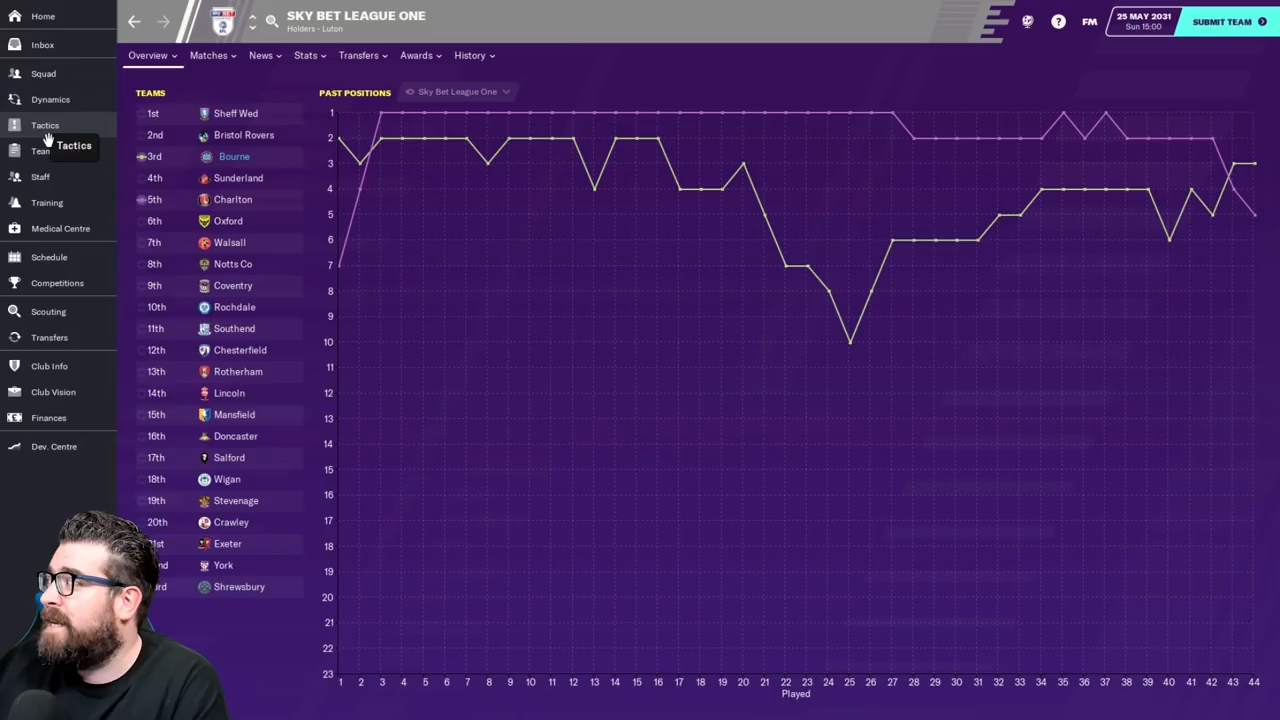 Home
Inbox
Squad
Dynamics
Tactics
Tactics
Staff
Training
Medical Centre
Schedule
Competitions
Scouting
Transfers
Club Info
Club Vision
Finances
Dev. Centre
SKY BET LEAGUE ONE
Holders - Luton
FM
25 MAY 2031
Sun 15:00
SUBMIT TEAM
Overview
Matches
News
Stats
Transfers
Awards
History
TEAMS
1st Sheff Wed
2nd Bristol Rovers
3rd Bourne
4th Sunderland
5th Charlton
6th Oxford
7th Walsall
8th Notts Co
9th Coventry
10th Rochdale
11th Southend
12th Chesterfield
13th Rotherham
14th Lincoln
15th Mansfield
16th Doncaster
17th Salford
18th Wigan
19th Stevenage
20th Crawley
Exeter
York
Shrewsbury
PAST POSITIONS
Sky Bet League One
1
2
3
4
5
6
7
8
9
10
11
12
13
14
15
16
17
18
19
20
21
22
23
1 2 3 4 5 6 7 8 9 10 11 12 13 14 15 16 17 18 19 20 21 22 23 24 25 26 27 28 29 30 31 32 33 34 35 36 37 38 39 40 41 42 43 44
Played